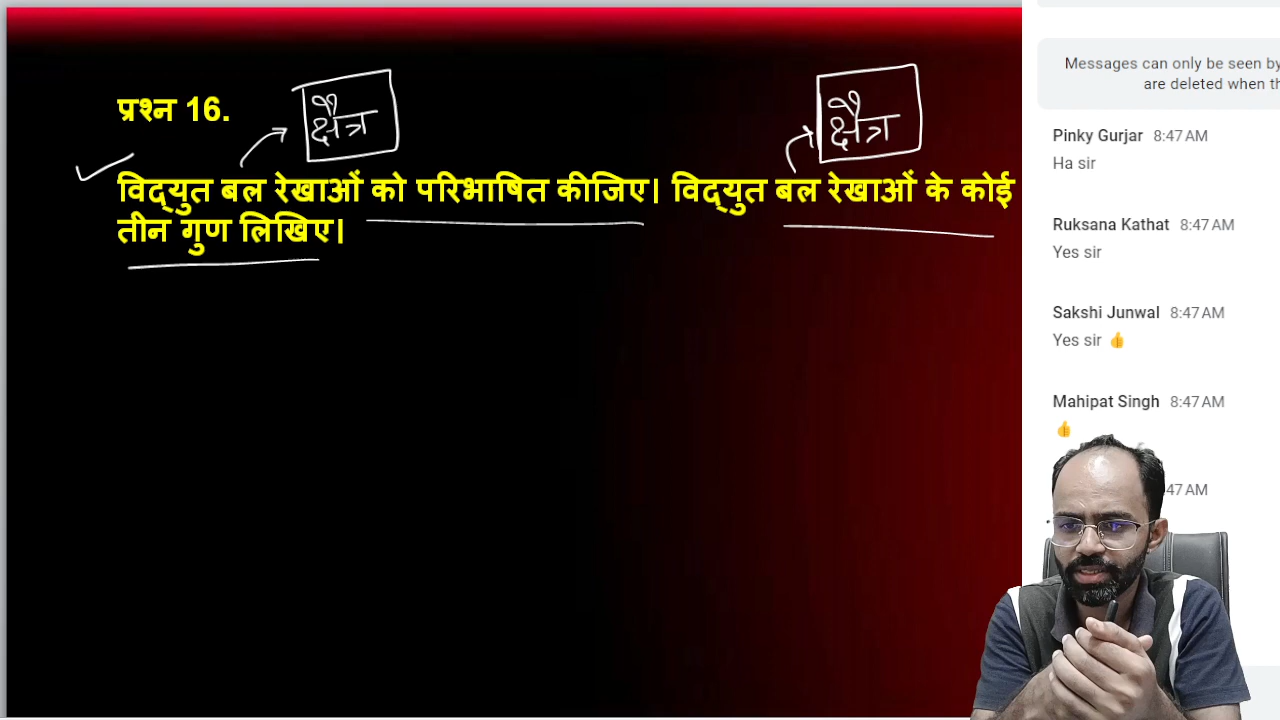 प्रश्न 16.
क्षैत्र
क्षैत्र
विद्युत बल रेखाओं को परिभाषित कीजिए। विद्युत बल रेखाओं के कोई
तीन गुण लिखिए।
Messages can only be seen by
are deleted when th
Pinky Gurjar 8:47 AM
Ha sir
Ruksana Kathat 8:47 AM
Yes sir
Sakshi Junwal 8:47 AM
Yes sir 👍
Mahipat Singh 8:47 AM
👍
47 AM